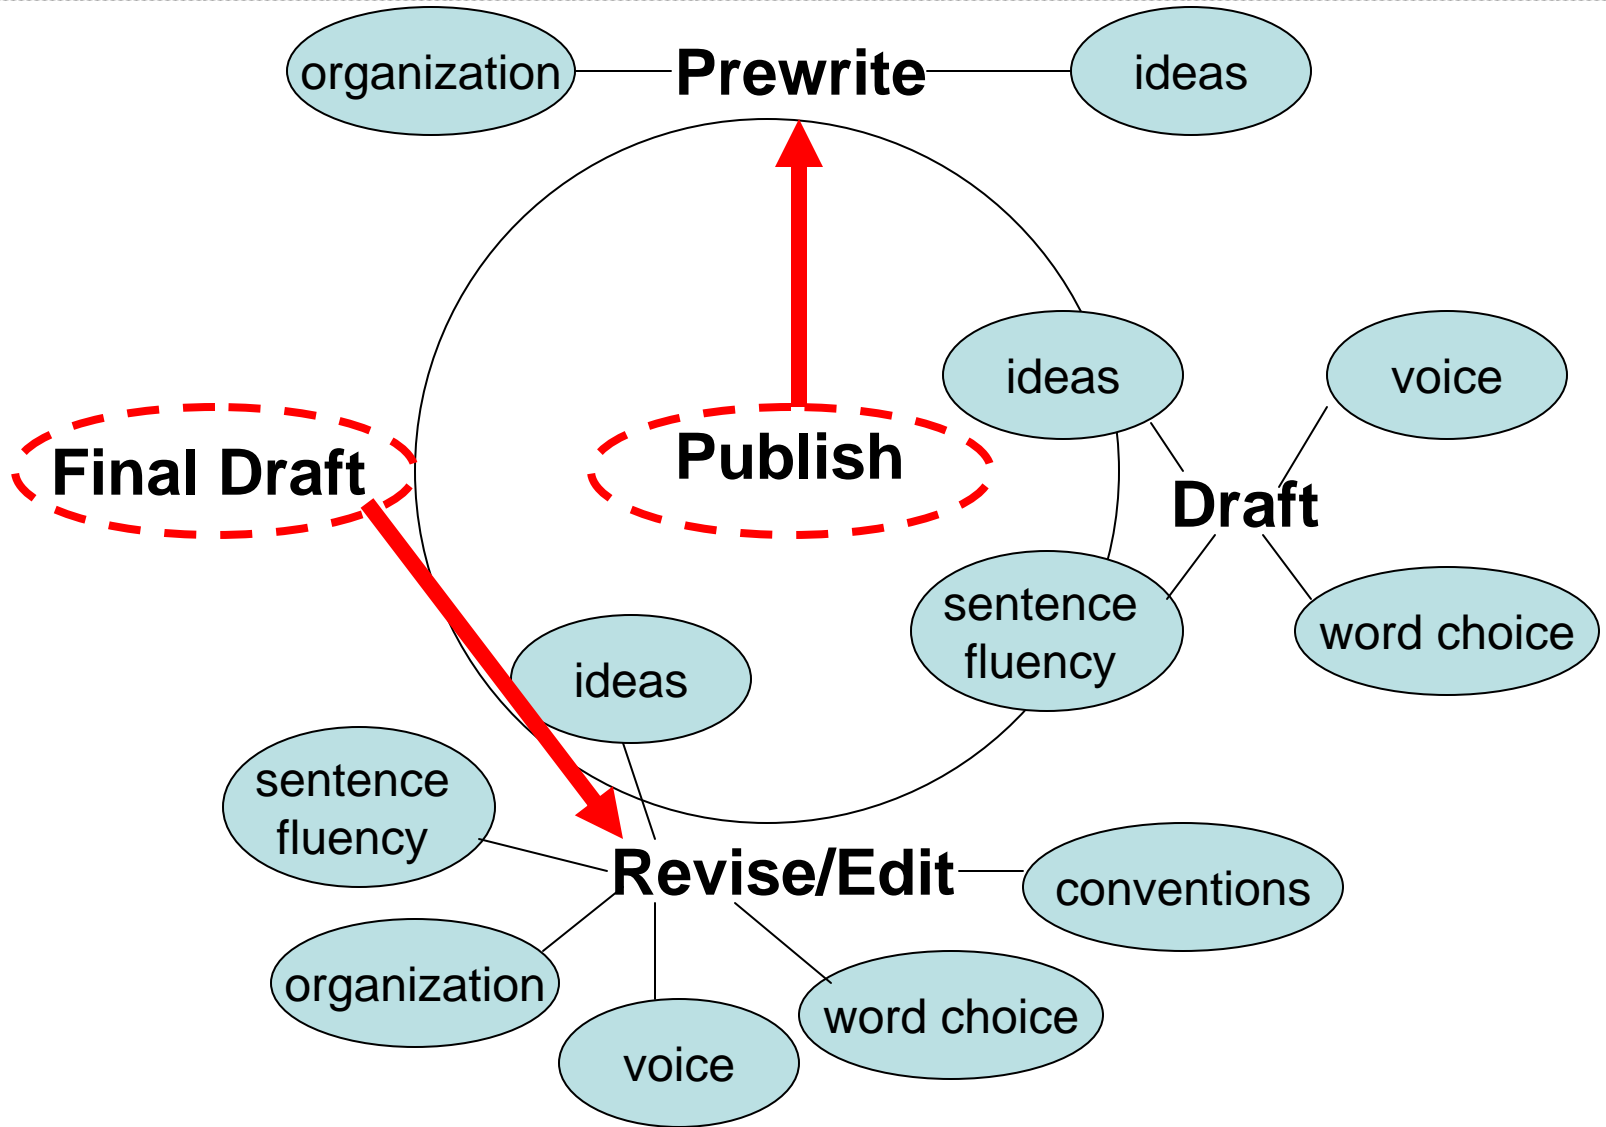 organization
Prewrite
ideas
ideas
voice
Final Draft
Publish
Draft
sentence
fluency
word choice
ideas
sentence
fluency
Revise/Edit
conventions
organization
word choice
voice